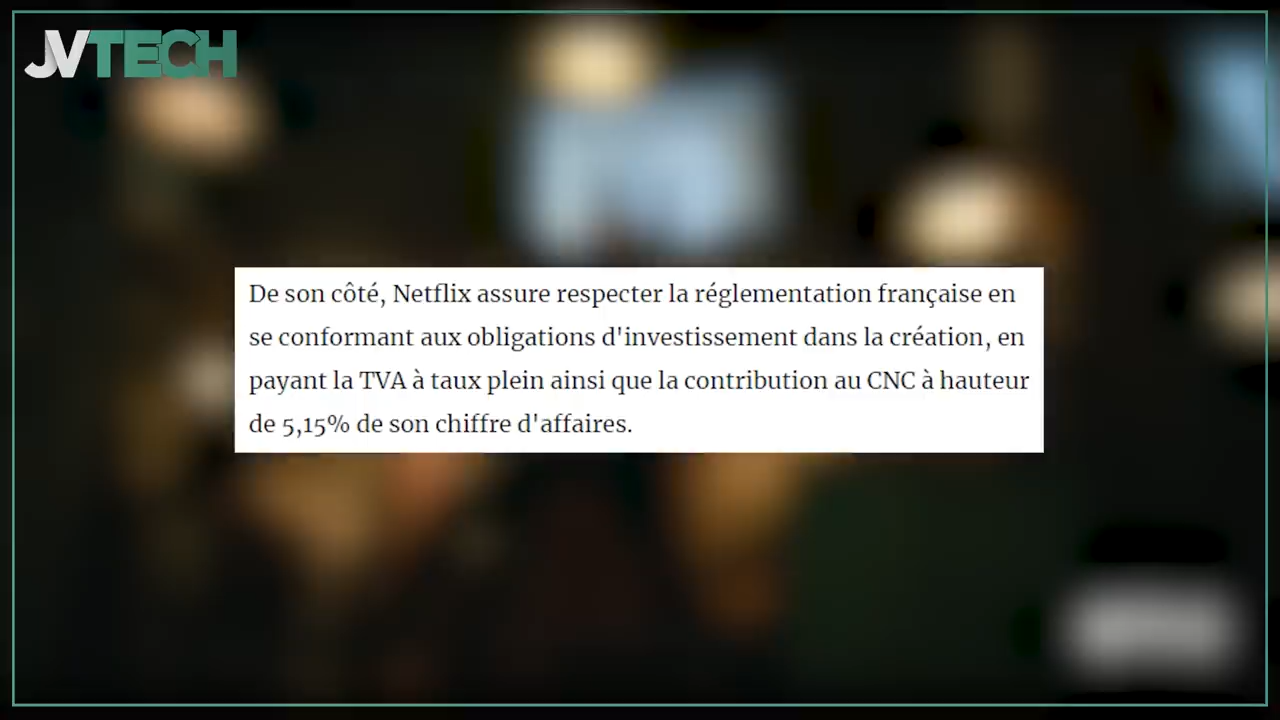 JVTECH
De son côté, Netflix assure respecter la réglementation française en
se conformant aux obligations d'investissement dans la création, en
payant la TVA à taux plein ainsi que la contribution au CNC à hauteur
de 5,15% de son chiffre d'affaires.